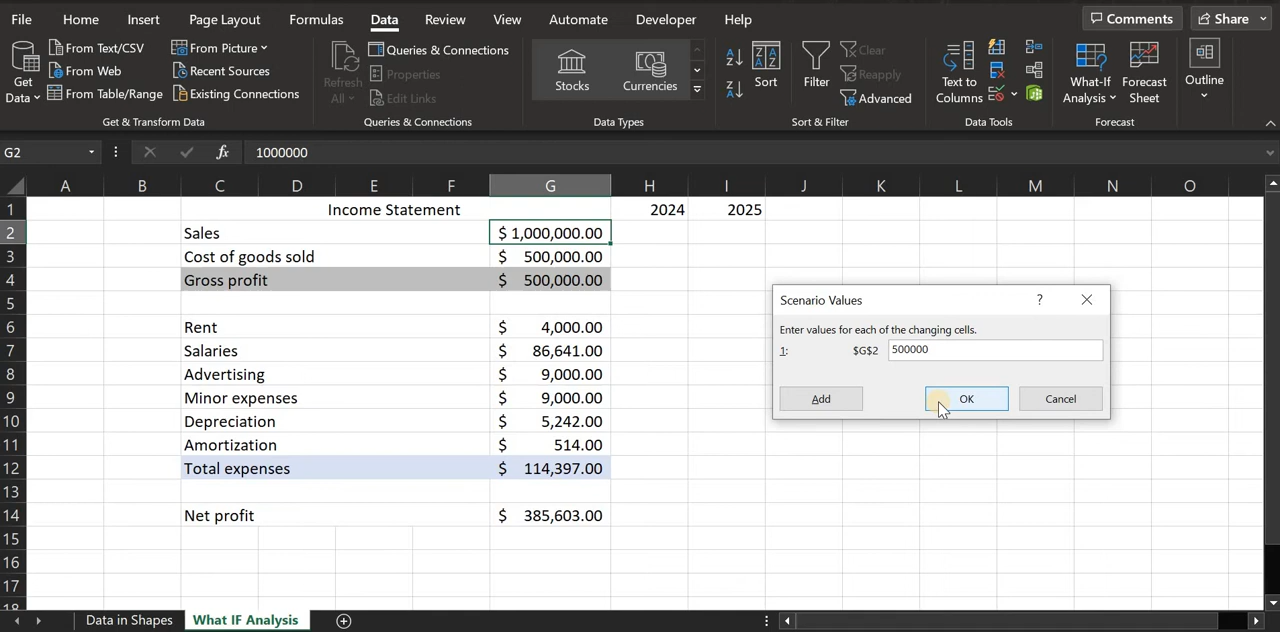 File Home Insert Page Layout Formulas Data Review View Automate Developer Help Comments Share
Get Data From Text/CSV From Picture Refresh All Queries & Connections Stocks Currencies Sort Filter Clear Text to Columns What-If Analysis Forecast Sheet Outline
From Web Recent Sources Properties Reapply
From Table/Range Existing Connections Edit Links Advanced
Get & Transform Data Queries & Connections Data Types Sort & Filter Data Tools Forecast
G2 fx 1000000
A B C D E F G H I J K L M N O
1 Income Statement 2024 2025
2 Sales $ 1,000,000.00
3 Cost of goods sold $ 500,000.00
4 Gross profit $ 500,000.00
5
6 Rent $ 4,000.00
7 Salaries $ 86,641.00
8 Advertising $ 9,000.00
9 Minor expenses $ 9,000.00
10 Depreciation $ 5,242.00
11 Amortization $ 514.00
12 Total expenses $ 114,397.00
13
14 Net profit $ 385,603.00
15
16
17
18
Scenario Values ?
Enter values for each of the changing cells.
1: $G$2 500000
Add OK Cancel
Data in Shapes What IF Analysis